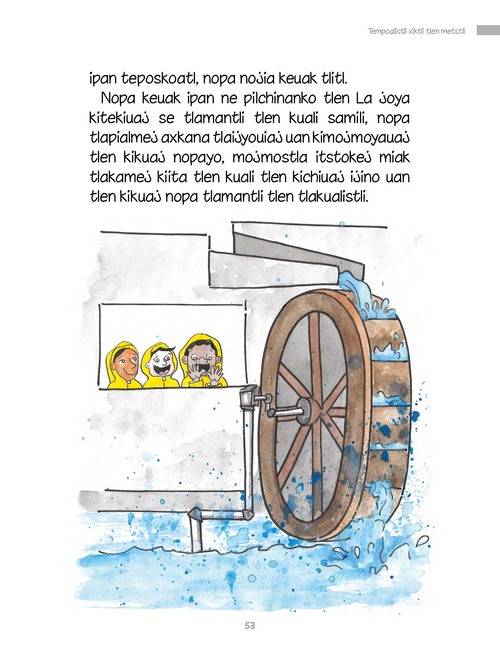 Tempoalistli xiktli tlen metstli
ipan teposkoatl, nopa nojia keuak tlitl.
Nopa keuak ipan ne pilchinanko tlen La joya
kitekiuaj se tlamantli tlen kuali samili, nopa
tlapialmej axkana tlaijyouiaj uan kimojmoyauaj
tlen kikuaj nopayo, mojmostla itstokej miak
tlakamej kiita tlen kuali tlen kichiuaj ijino uan
tlen kikuaj nopa tlamantli tlen tlakualistli.
53